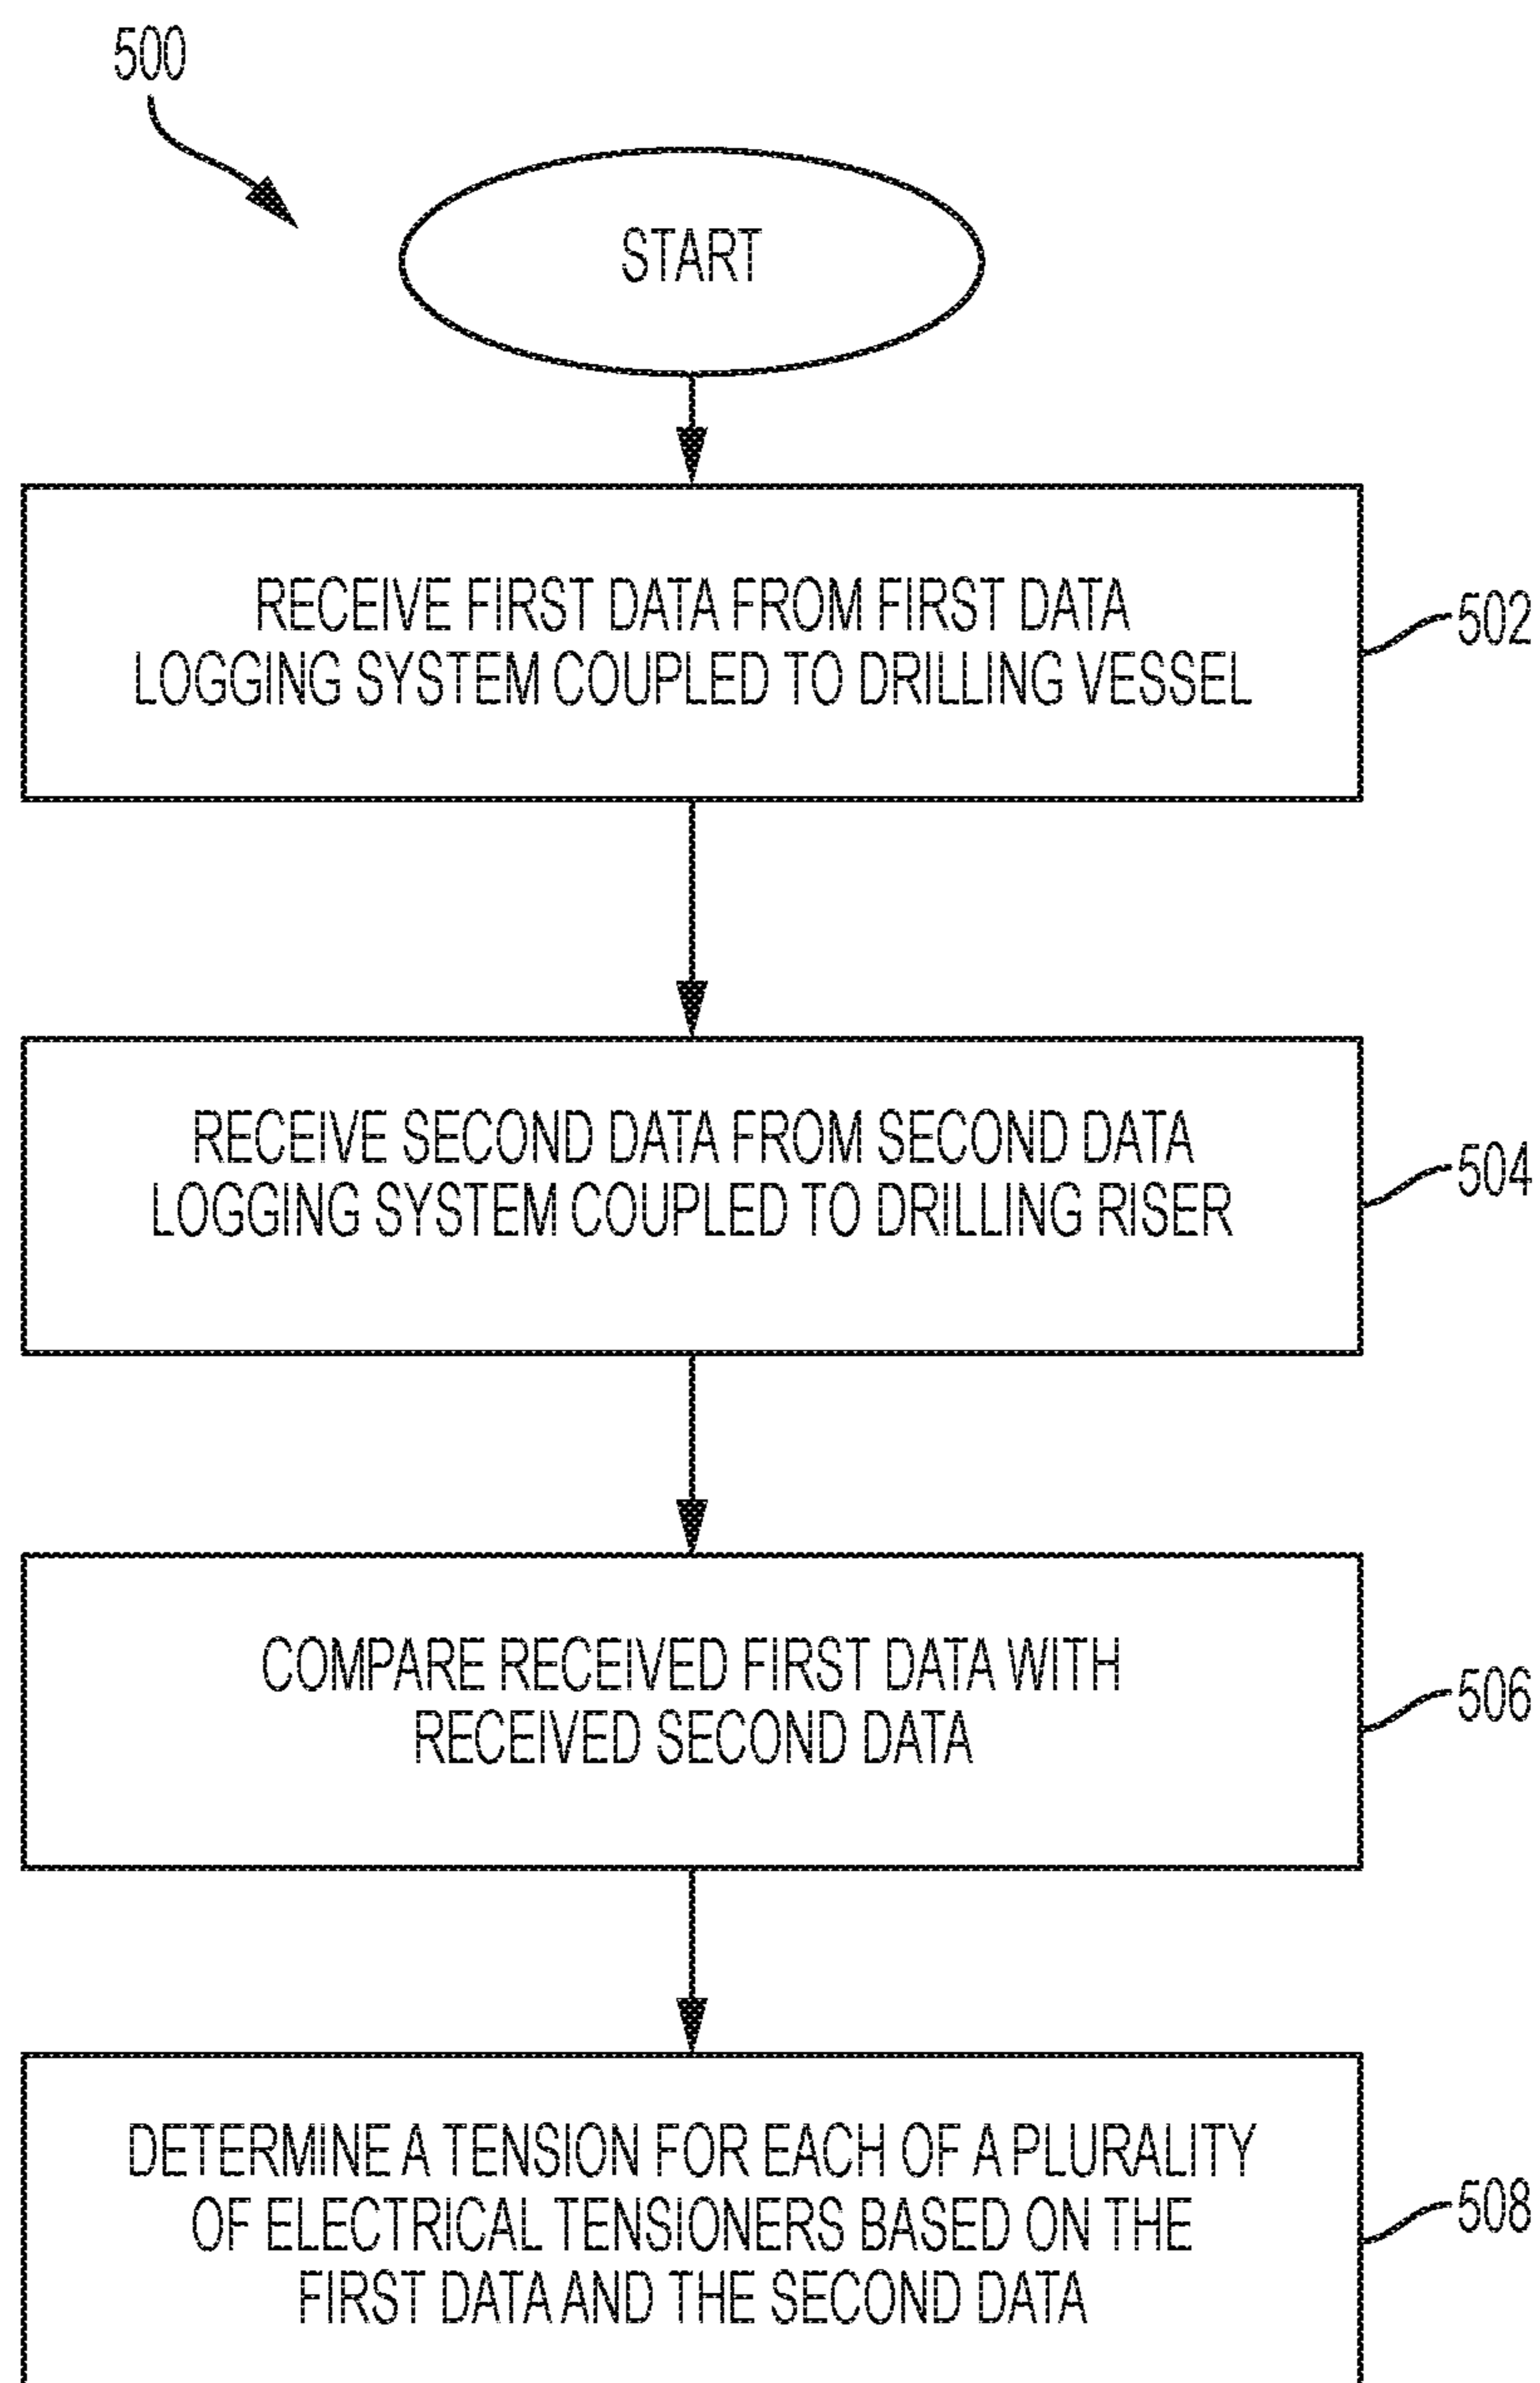 500
START
RECEIVE FIRST DATA FROM FIRST DATA
LOGGING SYSTEM COUPLED TO DRILLING VESSEL
502
RECEIVE SECOND DATA FROM SECOND DATA
LOGGING SYSTEM COUPLED TO DRILLING RISER
504
COMPARE RECEIVED FIRST DATA WITH
RECEIVED SECOND DATA
506
DETERMINE A TENSION FOR EACH OF A PLURALITY
OF ELECTRICAL TENSIONERS BASED ON THE
FIRST DATA AND THE SECOND DATA
508